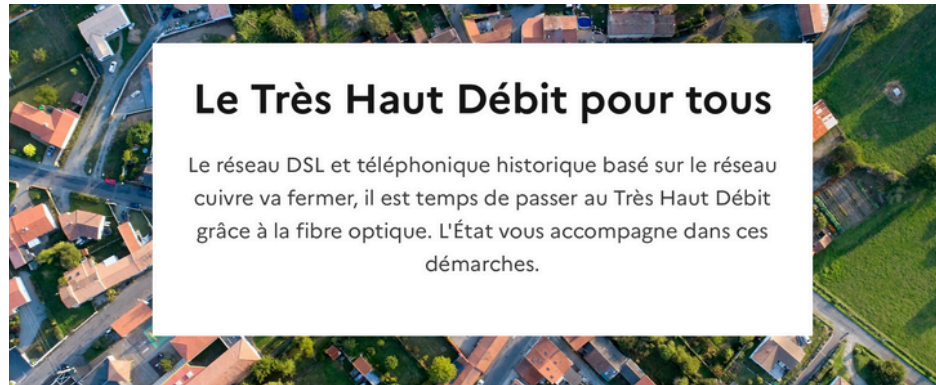 Le Très Haut Débit pour tous
Le réseau DSL et téléphonique historique basé sur le réseau
cuivre va fermer, il est temps de passer au Très Haut Débit
grâce à la fibre optique. L'État vous accompagne dans ces
démarches.